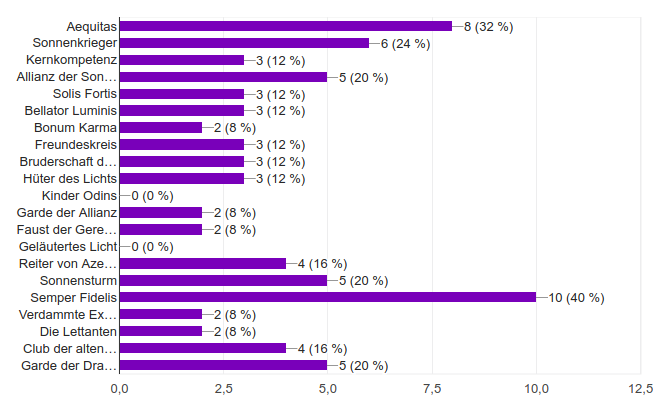 Aequitas 8 (32 %)
Sonnenkrieger 6 (24 %)
Kernkompetenz 3 (12 %)
Allianz der Son… 5 (20 %)
Solis Fortis 3 (12 %)
Bellator Luminis 3 (12 %)
Bonum Karma 2 (8 %)
Freundeskreis 3 (12 %)
Bruderschaft d… 3 (12 %)
Hüter des Lichts 3 (12 %)
Kinder Odins 0 (0 %)
Garde der Allianz 2 (8 %)
Faust der Gere… 2 (8 %)
Geläutertes Licht 0 (0 %)
Reiter von Aze… 4 (16 %)
Sonnensturm 5 (20 %)
Semper Fidelis 10 (40 %)
Verdammte Ex… 2 (8 %)
Die Lettanten 2 (8 %)
Club der alten… 4 (16 %)
Garde der Dra… 5 (20 %)
0,0 2,5 5,0 7,5 10,0 12,5